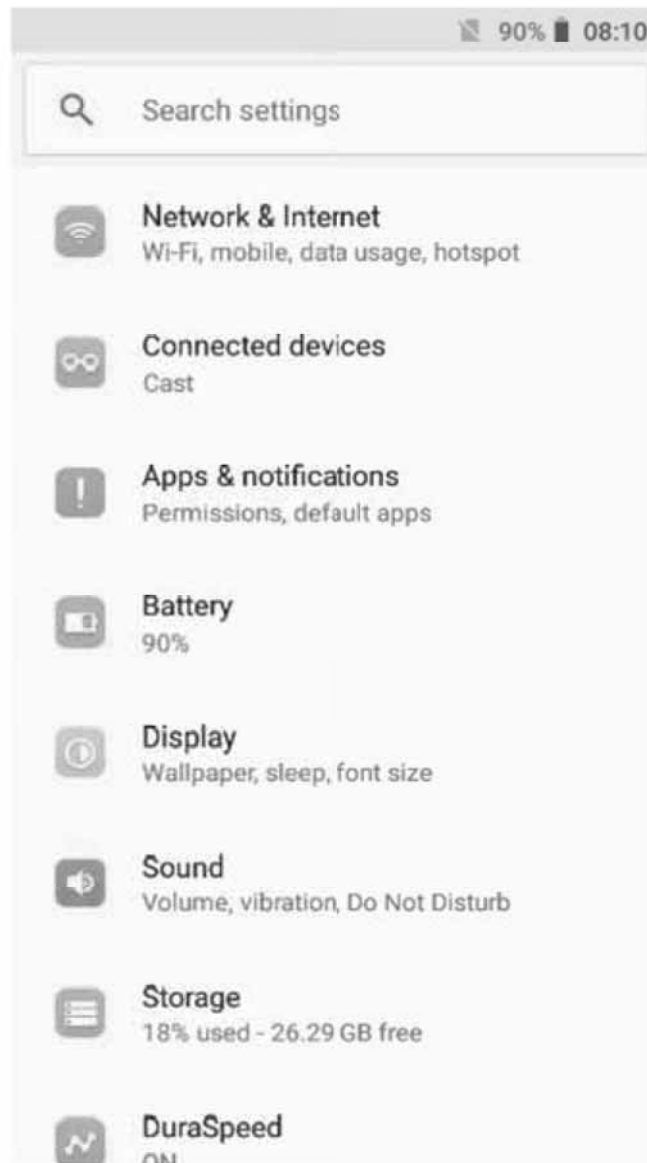 90% 08:10
Search settings
Network & Internet
Wi-Fi, mobile, data usage, hotspot
Connected devices
Cast
Apps & notifications
Permissions, default apps
Battery
90%
Display
Wallpaper, sleep, font size
Sound
Volume, vibration, Do Not Disturb
Storage
18% used - 26.29 GB free
DuraSpeed
ON